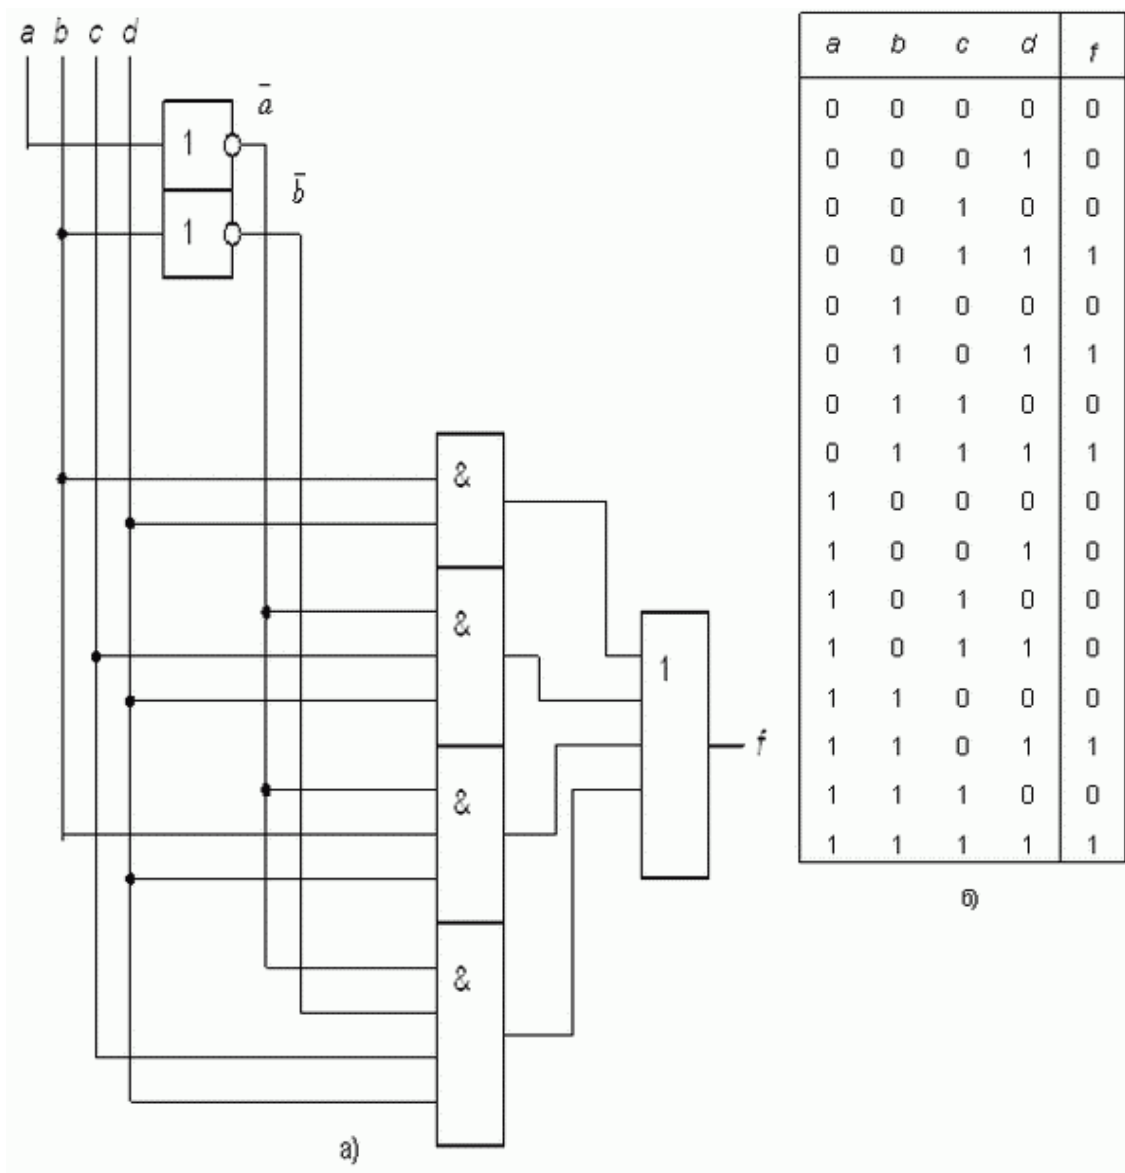 a b c d
a̅
1
b̅
1
&
&
1
&
f
&
а)
a b c d f
0 0 0 0 0
0 0 0 1 0
0 0 1 0 0
0 0 1 1 1
0 1 0 0 0
0 1 0 1 1
0 1 1 0 0
0 1 1 1 1
1 0 0 0 0
1 0 0 1 0
1 0 1 0 0
1 0 1 1 0
1 1 0 0 0
1 1 0 1 1
1 1 1 0 0
1 1 1 1 1
б)